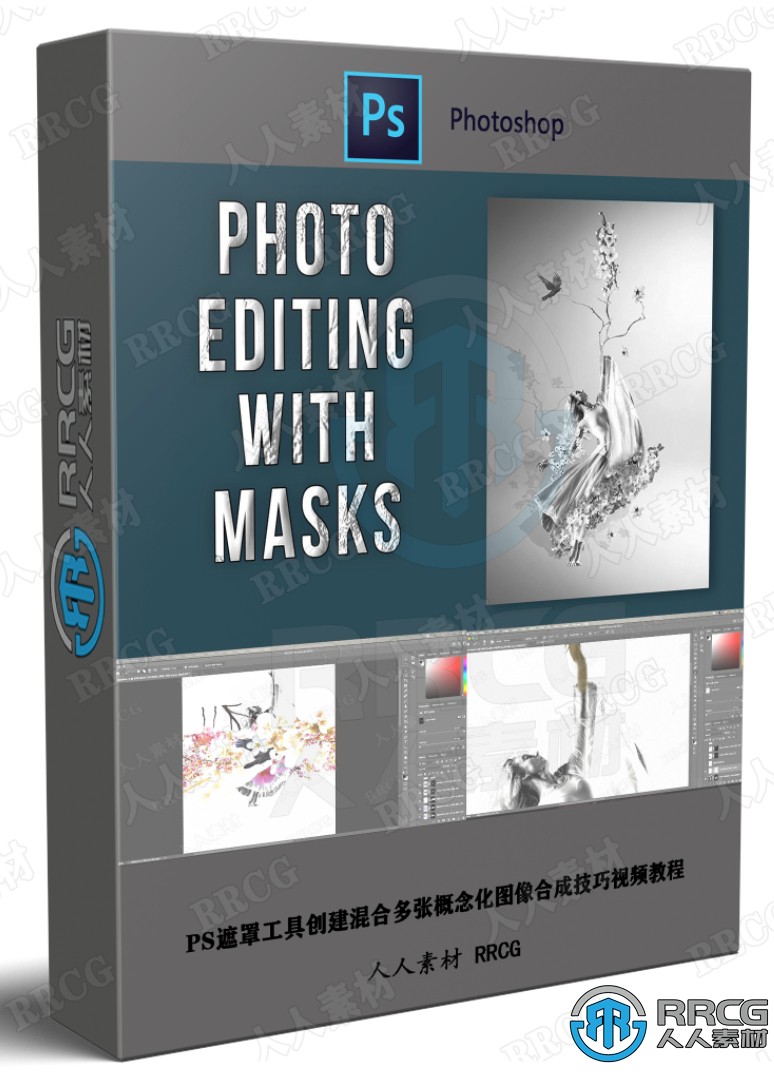 Ps Photoshop
PHOTO
EDITING
WITH
MASKS
RRCG
人人素材
PS遮罩工具创建混合多张概念化图像合成技巧视频教程
人人素材 RRCG
RRCG
人人素材